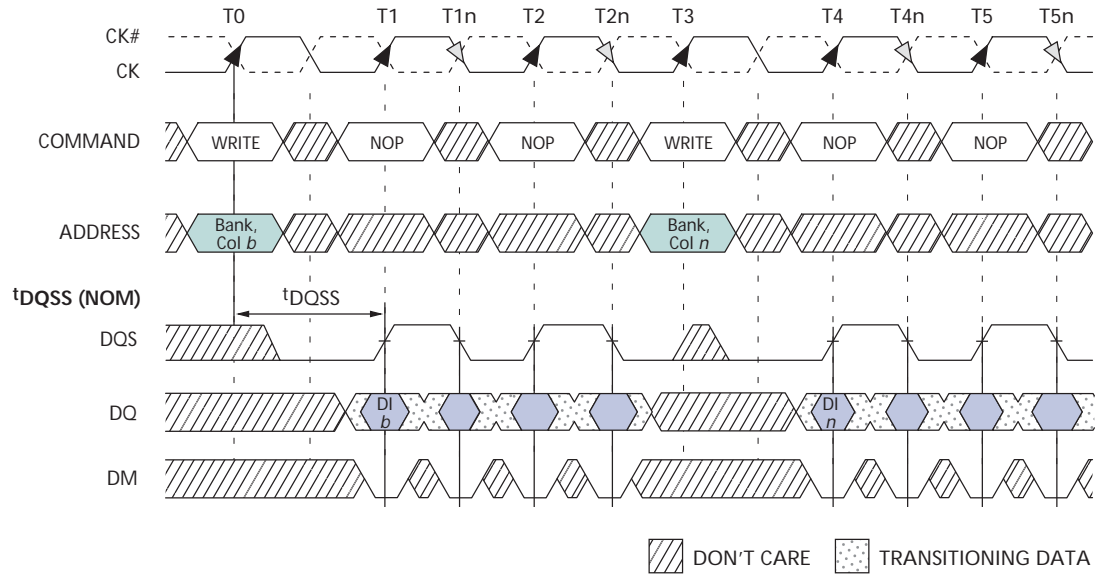 T0 T1 T1n T2 T2n T3 T4 T4n T5 T5n
CK#
CK
COMMAND WRITE NOP NOP WRITE NOP NOP
ADDRESS Bank, Col b Bank, Col n
tDQSS (NOM) tDQSS
DQS
DQ DI b DI n
DM
DON'T CARE TRANSITIONING DATA